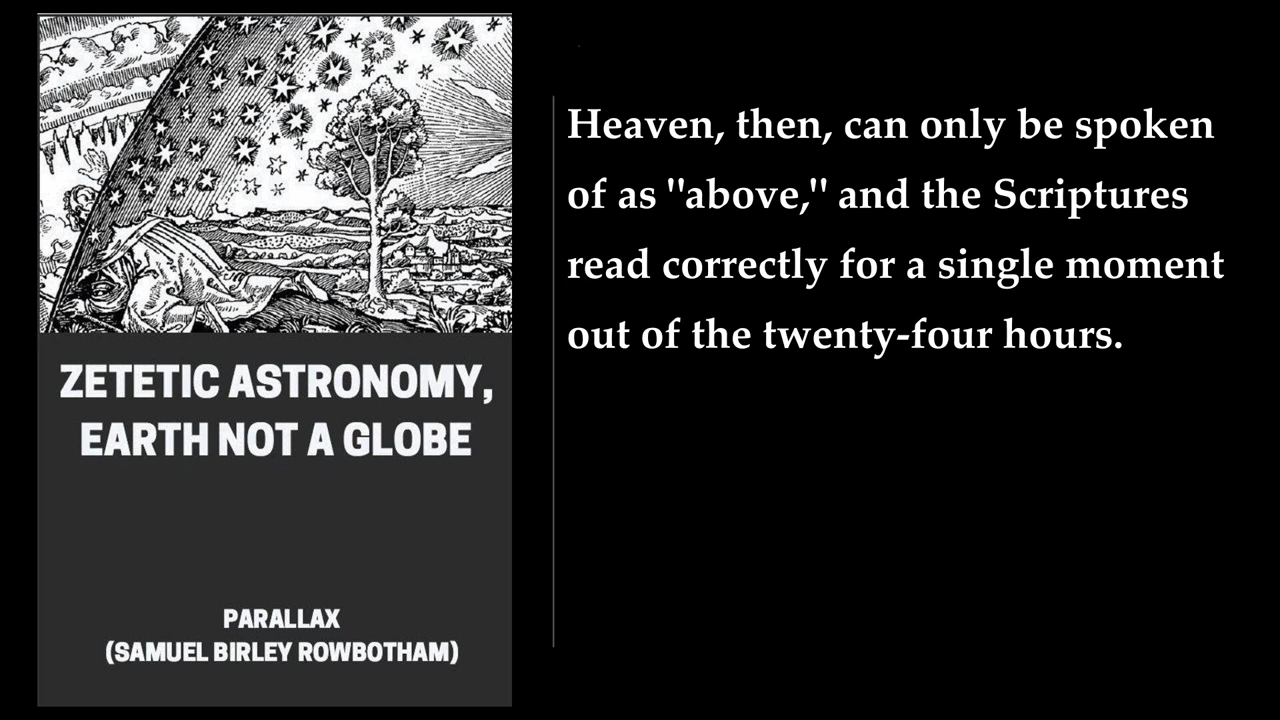 ZETETIC ASTRONOMY,
EARTH NOT A GLOBE
PARALLAX
(SAMUEL BIRLEY ROWBOTHAM)
Heaven, then, can only be spoken
of as "above," and the Scriptures
read correctly for a single moment
out of the twenty-four hours.